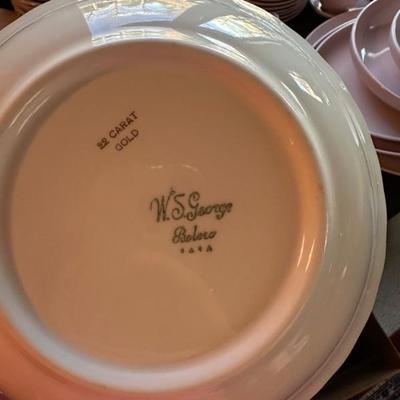 22 CARAT
GOLD
W.S. George
Bolero